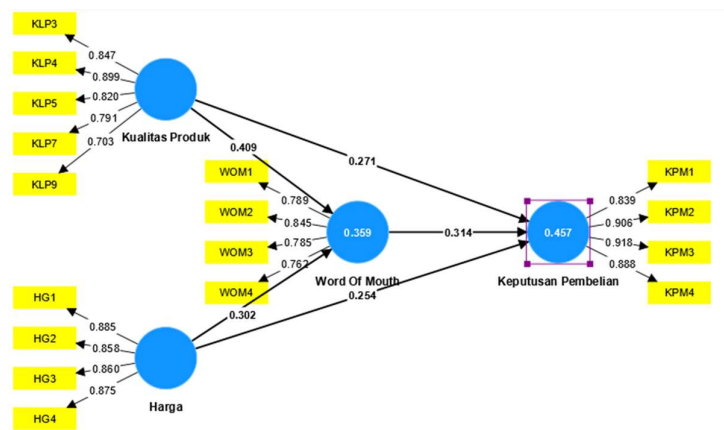 KLP3
0.847
KLP4
0.899
KLP5
0.820
KLP7
0.791
0.703
KLP9
Kualitas Produk
0.409
0.271
WOM1
0.789
WOM2
0.845
WOM3
0.785
WOM4
0.762
0.359
Word Of Mouth
0.314
0.457
Keputusan Pembelian
KPM1
0.839
KPM2
0.906
KPM3
0.918
KPM4
0.888
0.254
0.302
HG1
0.885
HG2
0.858
HG3
0.860
HG4
0.875
Harga